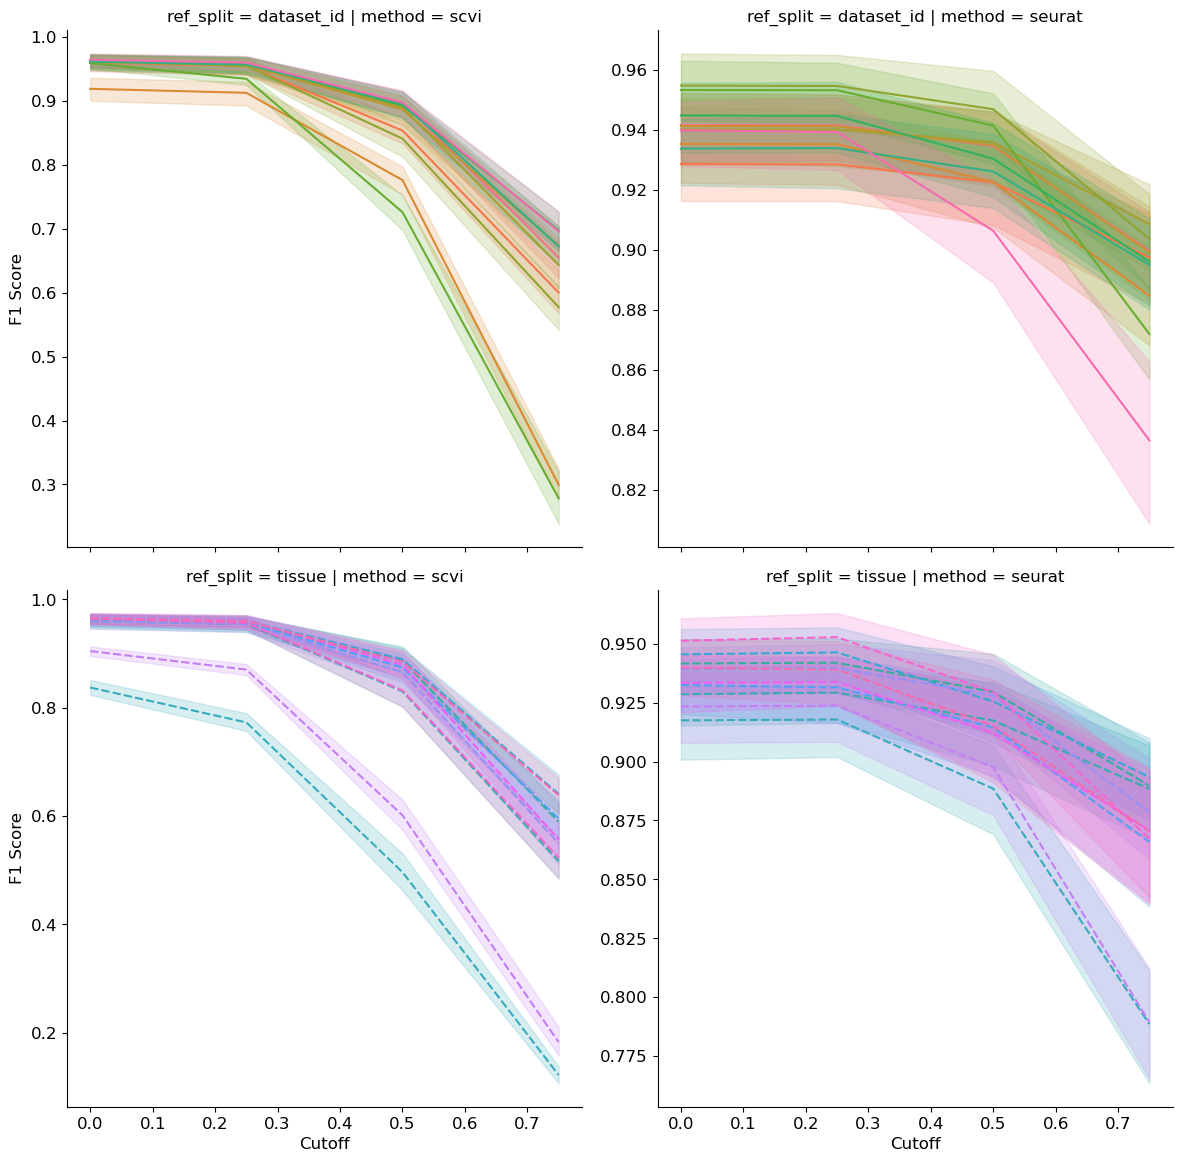 ref_split = dataset_id | method = scvi
ref_split = dataset_id | method = seurat
1.0
0.9
0.8
0.7
0.6
0.5
0.4
0.3
F1 Score
0.96
0.94
0.92
0.90
0.88
0.86
0.84
0.82
ref_split = tissue | method = scvi
ref_split = tissue | method = seurat
1.0
0.8
0.6
0.4
0.2
F1 Score
0.950
0.925
0.900
0.875
0.850
0.825
0.800
0.775
0.0 0.1 0.2 0.3 0.4 0.5 0.6 0.7
Cutoff
0.0 0.1 0.2 0.3 0.4 0.5 0.6 0.7
Cutoff